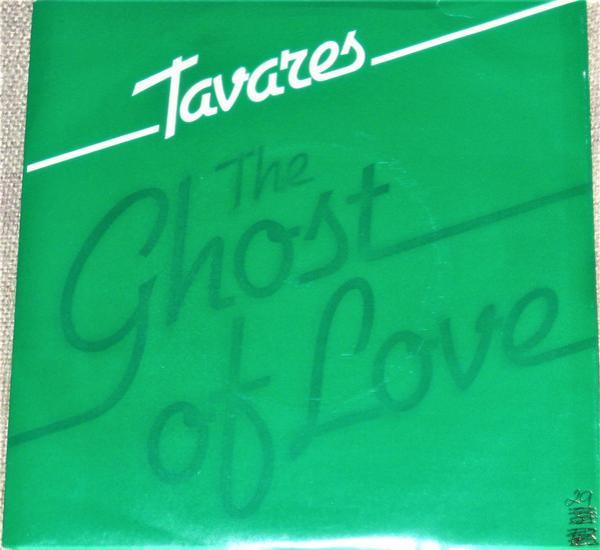 Tavares
The
Ghost
of Love